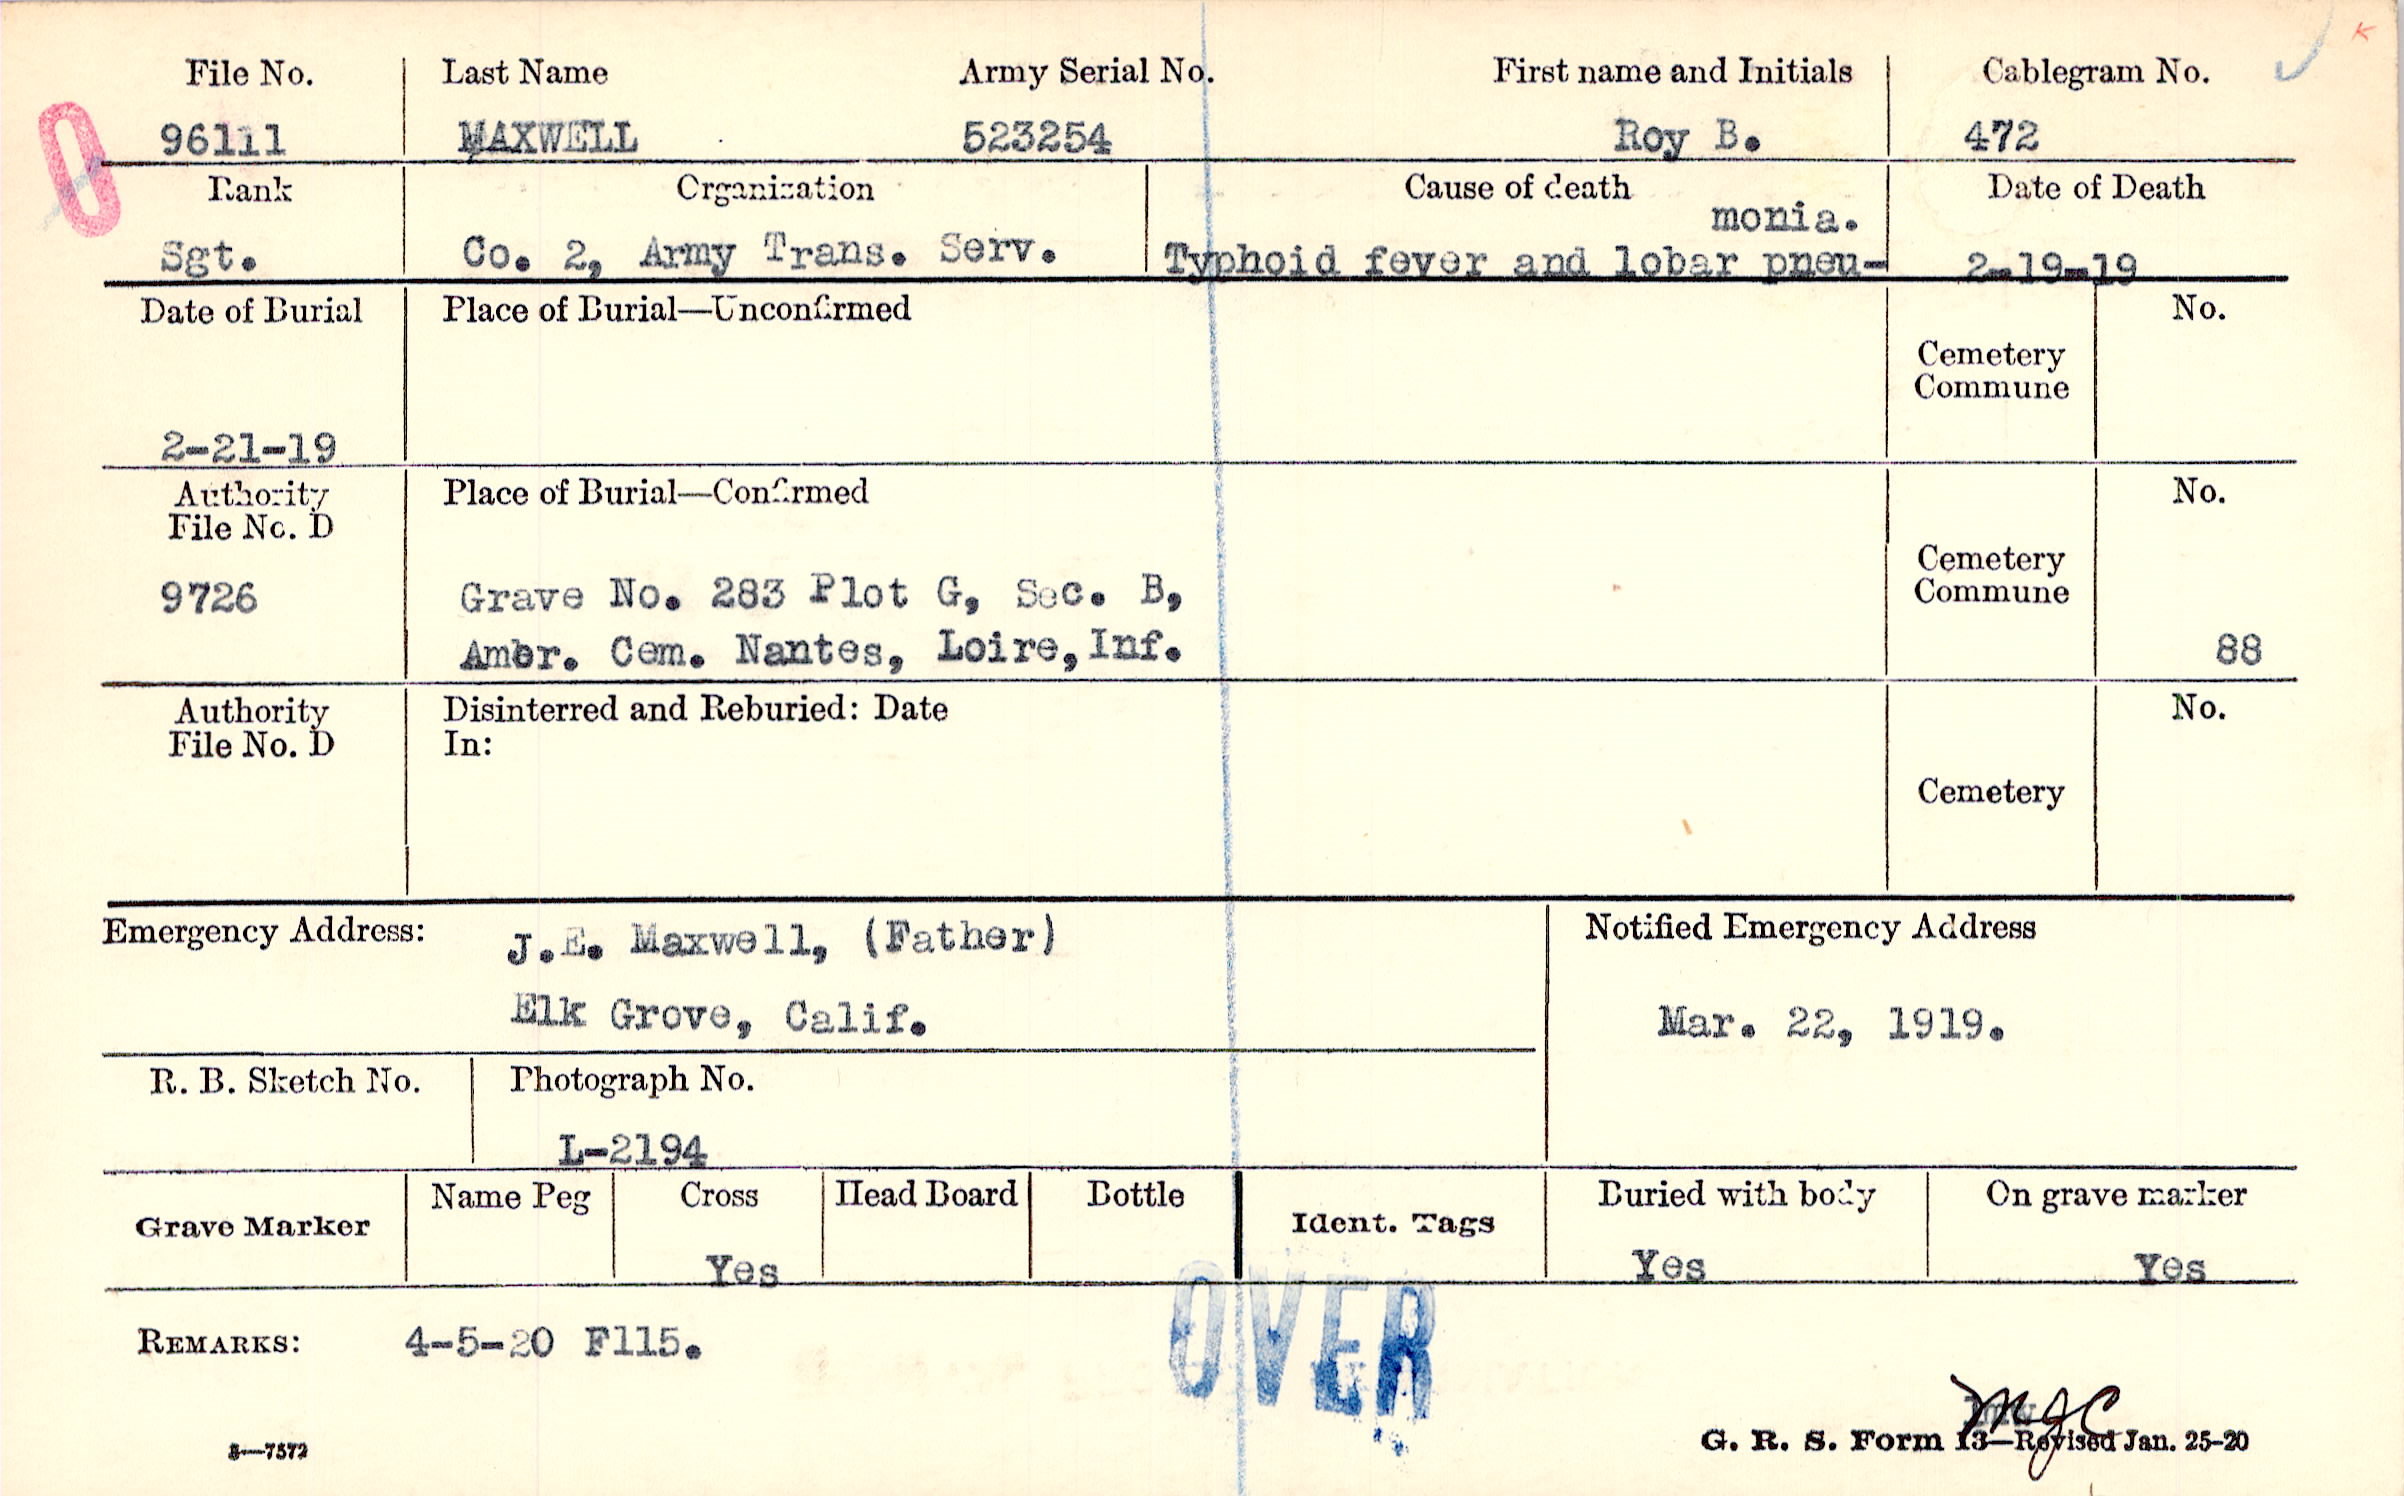 File No. Last Name Army Serial No. First name and Initials Cablegram No.
96111 MAXWELL 523254 Roy B. 472
Rank Organization Cause of death Date of Death
monia.
Sgt. Co. 2, Army Trans. Serv. Typhoid fever and lobar pneu- 2-19-19
Date of Burial Place of Burial—Unconfirmed No.
Cemetery
Commune
2-21-19
Authority Place of Burial—Confirmed No.
File No. D
Cemetery
9726 Grave No. 283 Plot G, Sec. B, Commune
Amer. Cem. Nantes, Loire, Inf. 88
Authority Disinterred and Reburied: Date No.
File No. D In:
Cemetery
Emergency Address: J.E. Maxwell, (Father) Notified Emergency Address
Elk Grove, Calif. Mar. 22, 1919.
R. B. Sketch No. Photograph No.
L-2194
Grave Marker Name Peg Cross Head Board Bottle Ident. Tags Buried with body On grave marker
Yes Yes Yes
OVER
REMARKS: 4-5-20 F115.
MJC
3—7572 G. R. S. Form 13—Revised Jan. 25-20